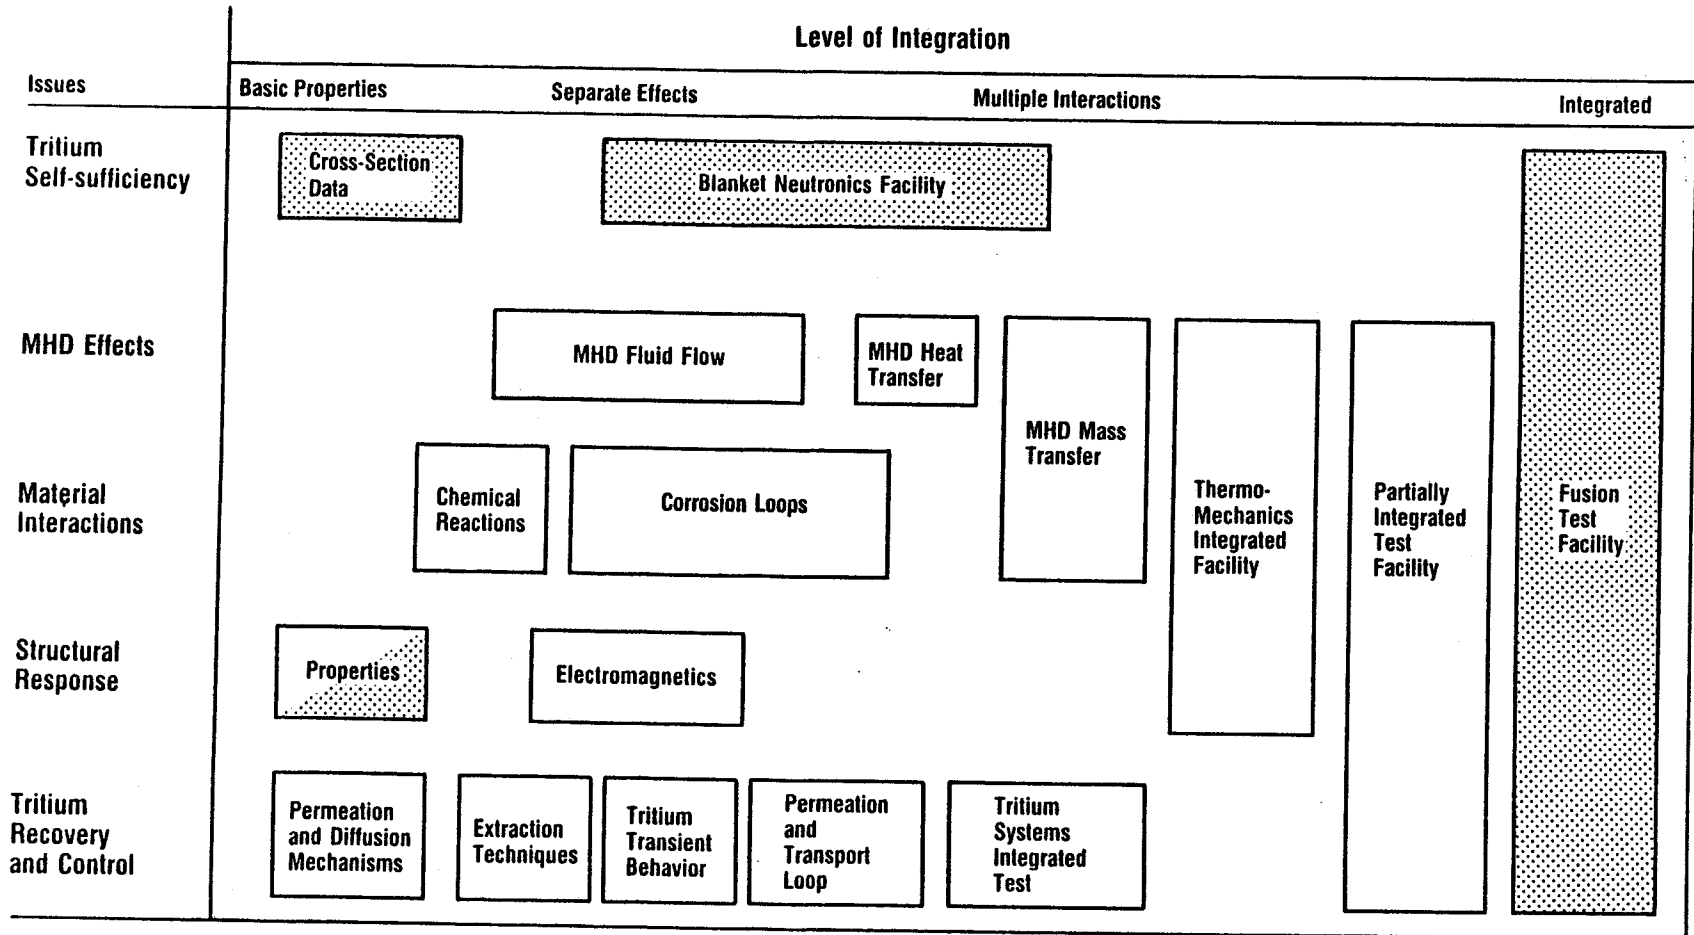 Level of Integration
Issues
Basic Properties
Separate Effects
Multiple Interactions
Integrated
Tritium
Self-sufficiency
Cross-Section
Data
Blanket Neutronics Facility
MHD Effects
MHD Fluid Flow
MHD Heat
Transfer
MHD Mass
Transfer
Thermo-
Mechanics
Integrated
Facility
Partially
Integrated
Test
Facility
Fusion
Test
Facility
Material
Interactions
Chemical
Reactions
Corrosion Loops
Structural
Response
Properties
Electromagnetics
Tritium
Recovery
and Control
Permeation
and Diffusion
Mechanisms
Extraction
Techniques
Tritium
Transient
Behavior
Permeation
and
Transport
Loop
Tritium
Systems
Integrated
Test